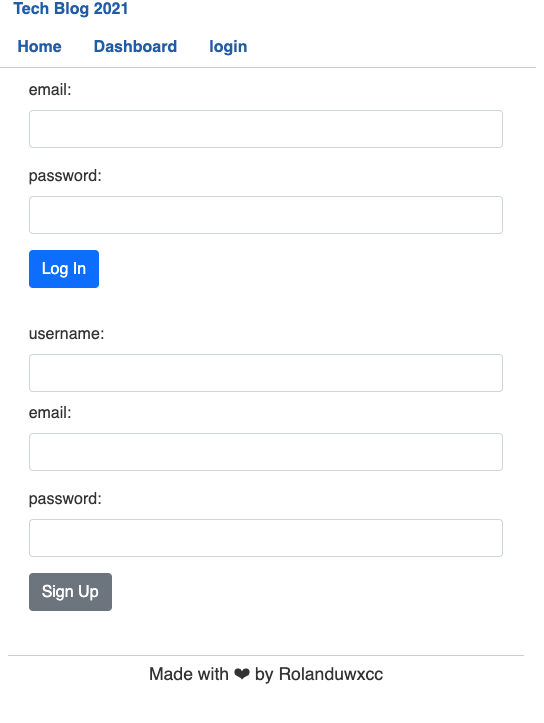 Tech Blog 2021
Home Dashboard login
email:
password:
Log In
username:
email:
password:
Sign Up
Made with ❤ by Rolanduwxcc